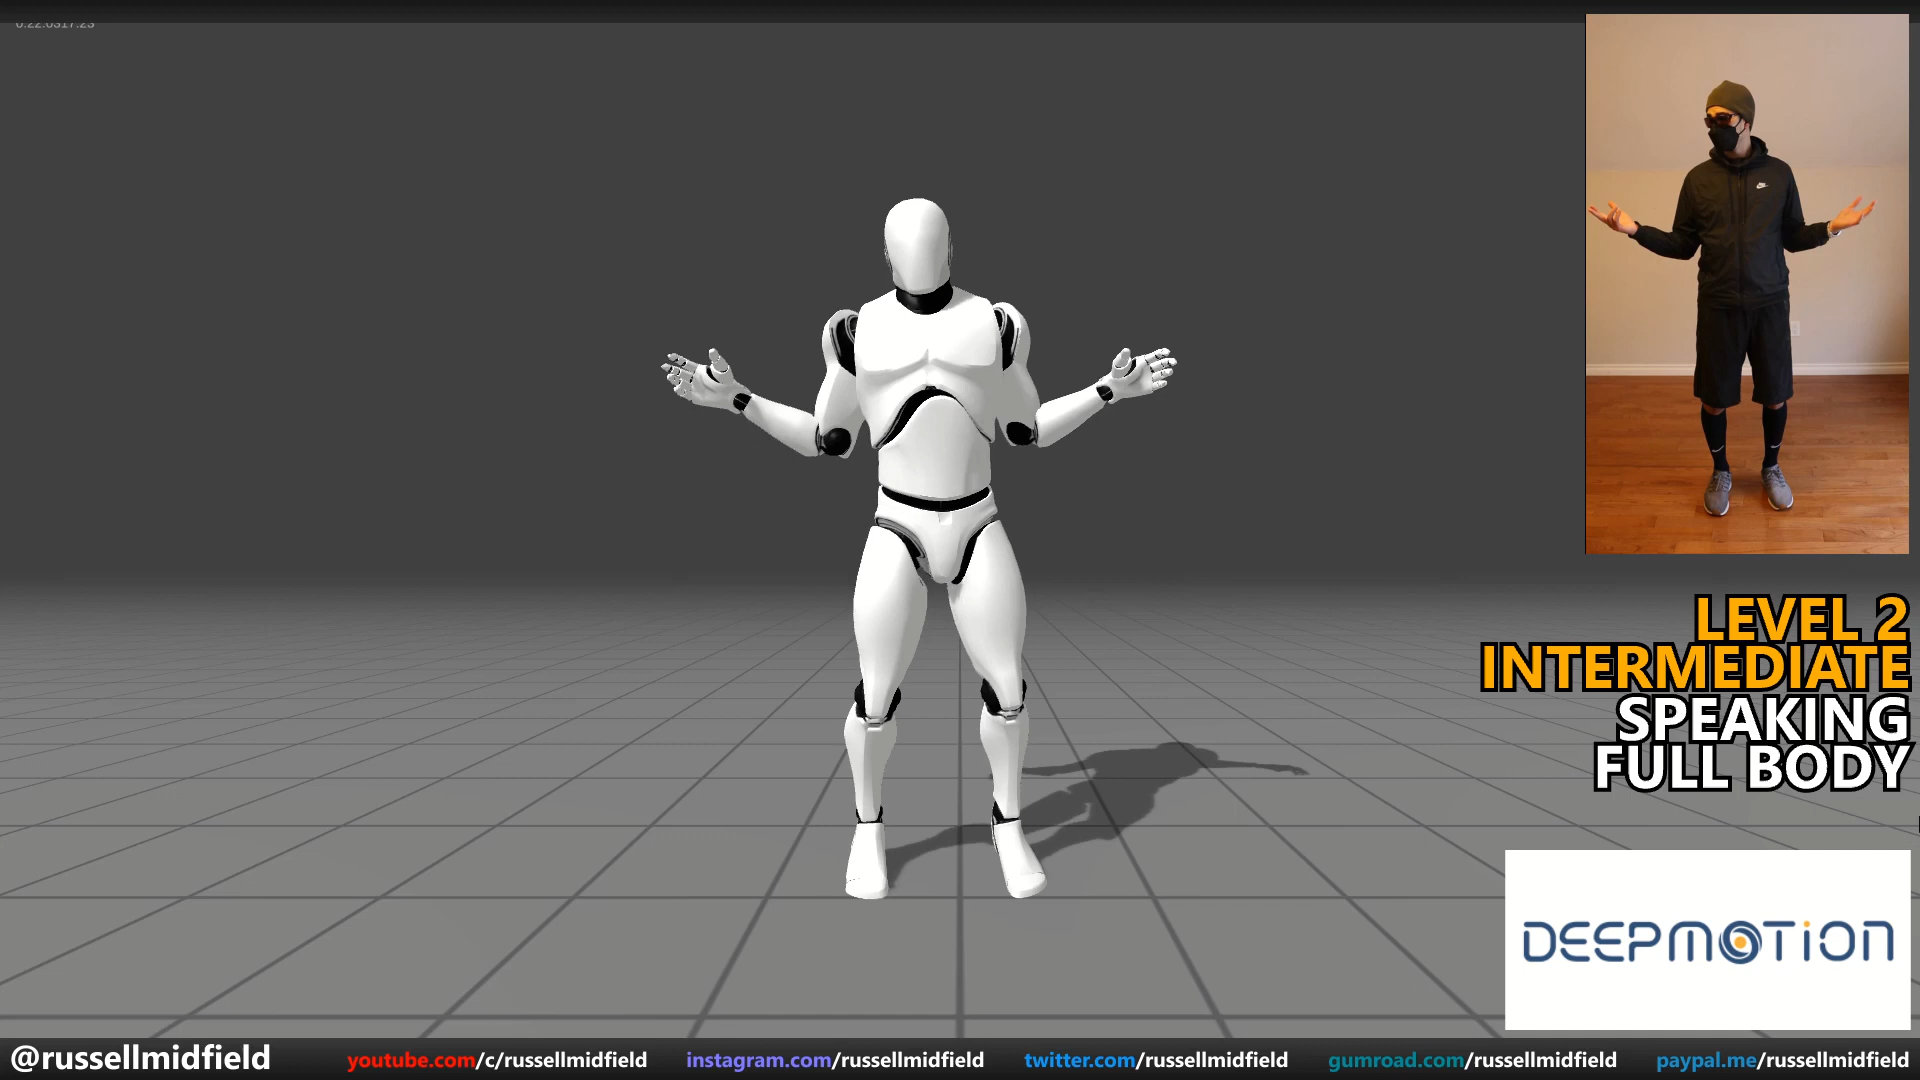 LEVEL 2
INTERMEDIATE
SPEAKING
FULL BODY
DEEPMOTION
@russellmidfield youtube.com/c/russellmidfield instagram.com/russellmidfield twitter.com/russellmidfield gumroad.com/russellmidfield paypal.me/russellmidfield